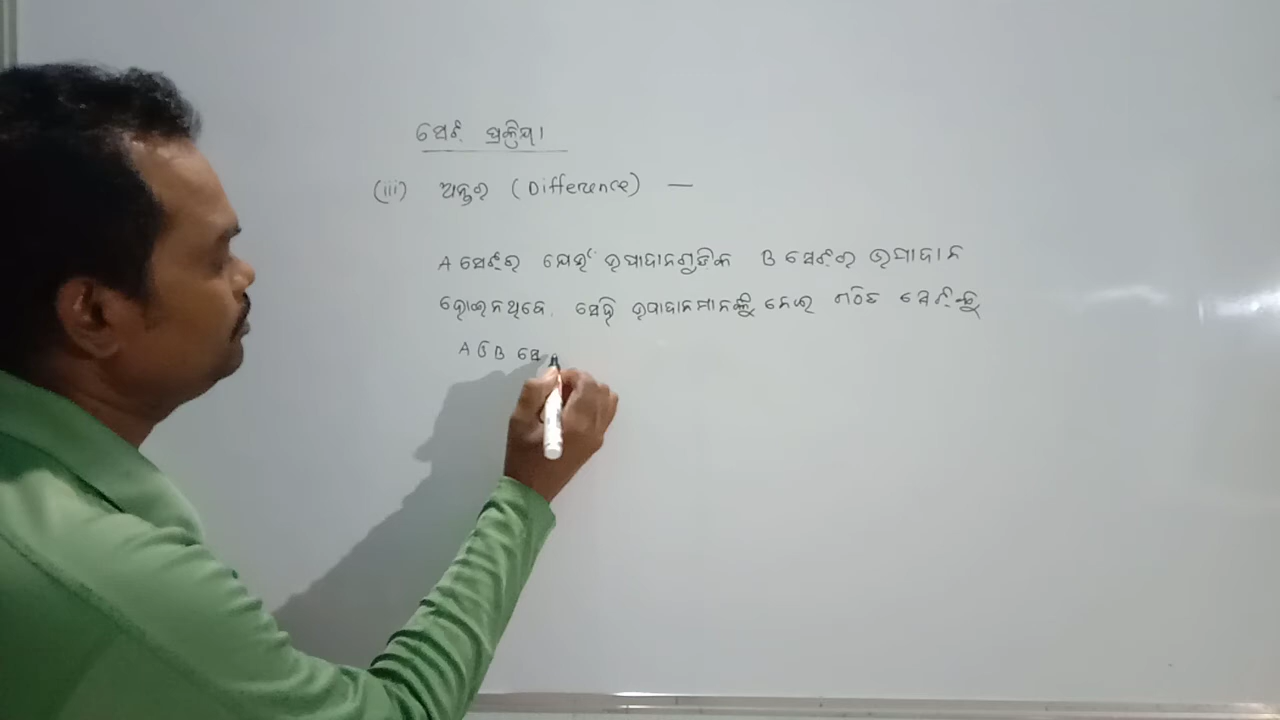 ସେଟ୍ ପ୍ରକ୍ରିୟା
(iii) ଅନ୍ତର (Difference) —
A ସେଟ୍‌ର ଯେଉଁ ଉପାଦାନଗୁଡ଼ିକ B ସେଟ୍‌ର ଉପାଦାନ
ହୋଇନଥିବେ, ସେହି ଉପାଦାନମାନଙ୍କୁ ନେଇ ଗଠିତ ସେଟ୍‌କୁ
A ଓ B ସେ